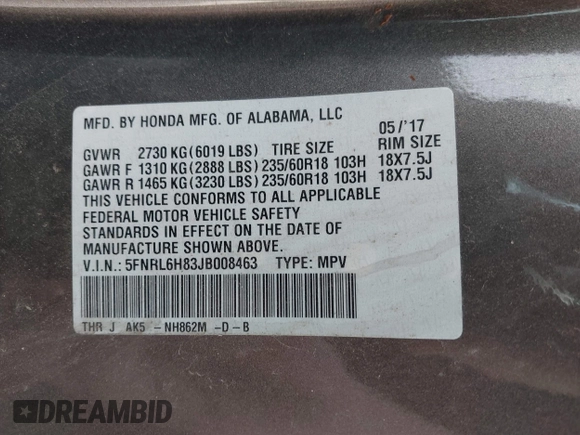 MFD. BY HONDA MFG. OF ALABAMA, LLC
05/'17
GVWR 2730 KG (6019 LBS) TIRE SIZE RIM SIZE
GAWR F 1310 KG (2888 LBS) 235/60R18 103H 18X7.5J
GAWR R 1465 KG (3230 LBS) 235/60R18 103H 18X7.5J
THIS VEHICLE CONFORMS TO ALL APPLICABLE
FEDERAL MOTOR VEHICLE SAFETY
STANDARDS IN EFFECT ON THE DATE OF
MANUFACTURE SHOWN ABOVE.
V.I.N.: 5FNRL6H83JB008463 TYPE: MPV
THR J AK5 -NH862M -D-B
DREAMBID